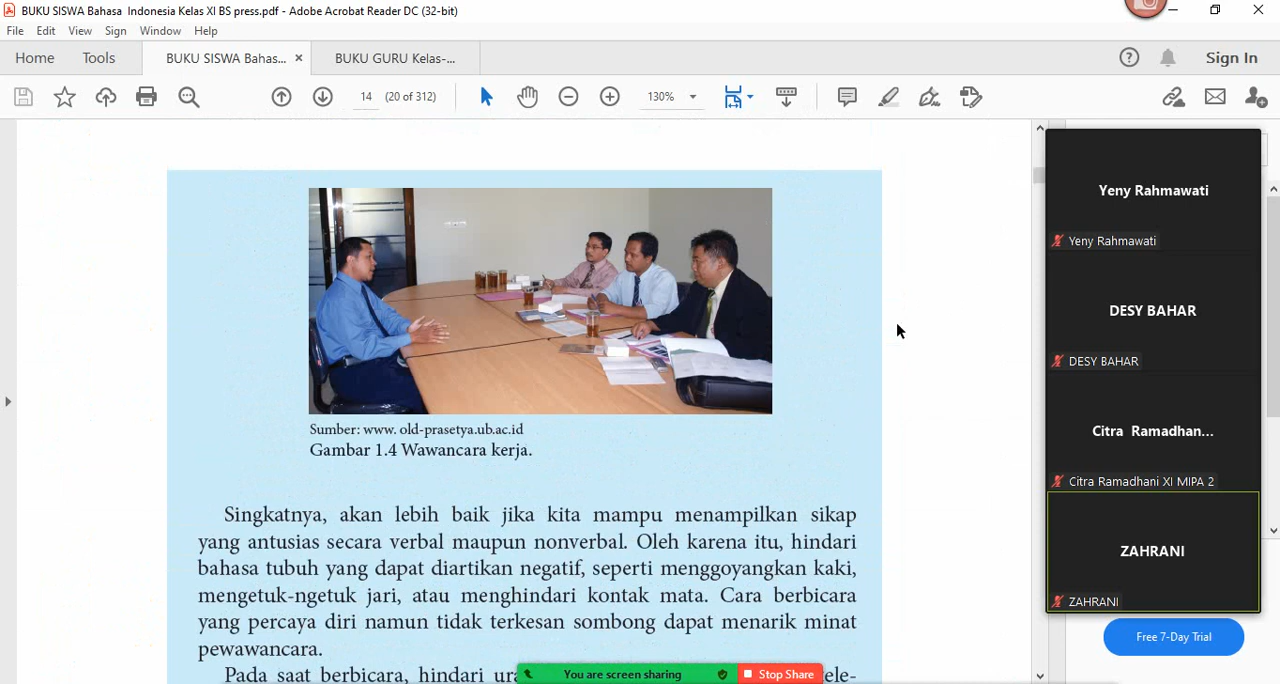 BUKU SISWA Bahasa  Indonesia Kelas XI BS press.pdf - Adobe Acrobat Reader DC (32-bit)
File Edit View Sign Window Help
Home Tools BUKU SISWA Bahas... × BUKU GURU Kelas-... Sign In
14 (20 of 312) 130%
Yeny Rahmawati
Yeny Rahmawati
DESY BAHAR
DESY BAHAR
Citra Ramadhan...
Citra Ramadhani XI MIPA 2
ZAHRANI
ZAHRANI
Free 7-Day Trial
Sumber: www. old-prasetya.ub.ac.id
Gambar 1.4 Wawancara kerja.
Singkatnya, akan lebih baik jika kita mampu menampilkan sikap
yang antusias secara verbal maupun nonverbal. Oleh karena itu, hindari
bahasa tubuh yang dapat diartikan negatif, seperti menggoyangkan kaki,
mengetuk-ngetuk jari, atau menghindari kontak mata. Cara berbicara
yang percaya diri namun tidak terkesan sombong dapat menarik minat
pewawancara.
Pada saat berbicara, hindari
You are screen sharing Stop Share